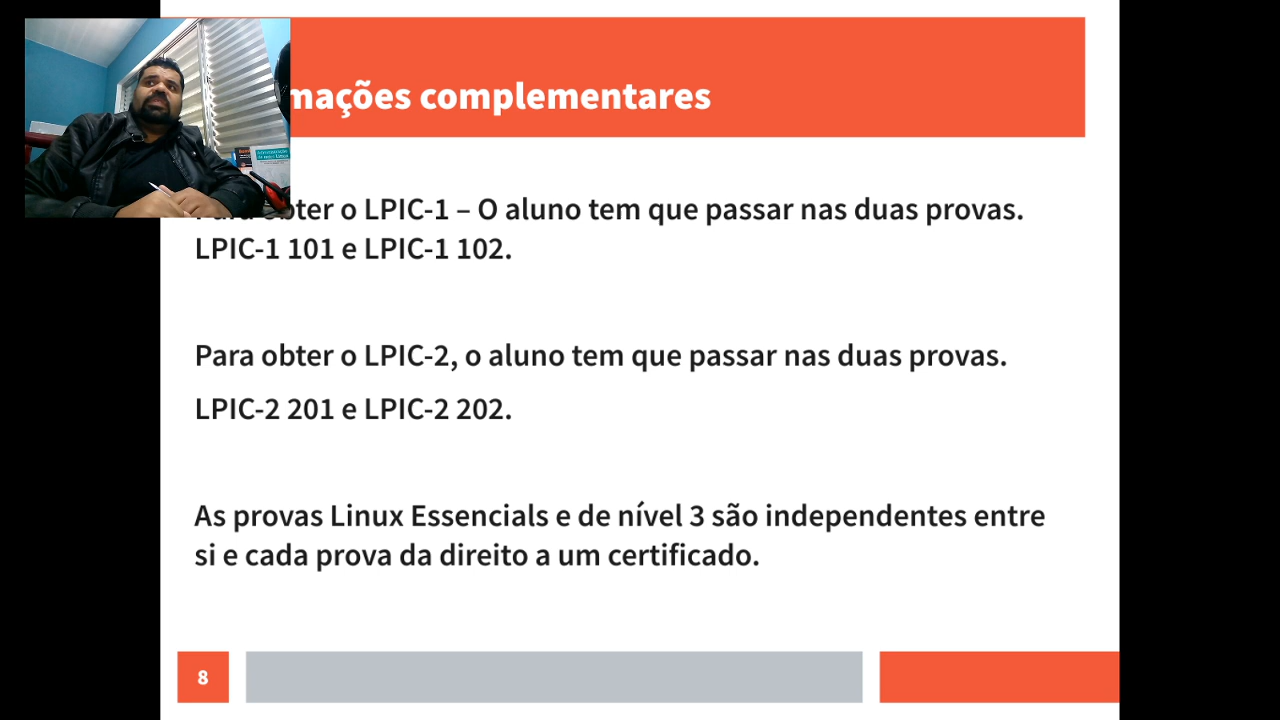 mações complementares
obter o LPIC-1 – O aluno tem que passar nas duas provas.
LPIC-1 101 e LPIC-1 102.
Para obter o LPIC-2, o aluno tem que passar nas duas provas.
LPIC-2 201 e LPIC-2 202.
As provas Linux Essencials e de nível 3 são independentes entre
si e cada prova da direito a um certificado.
8